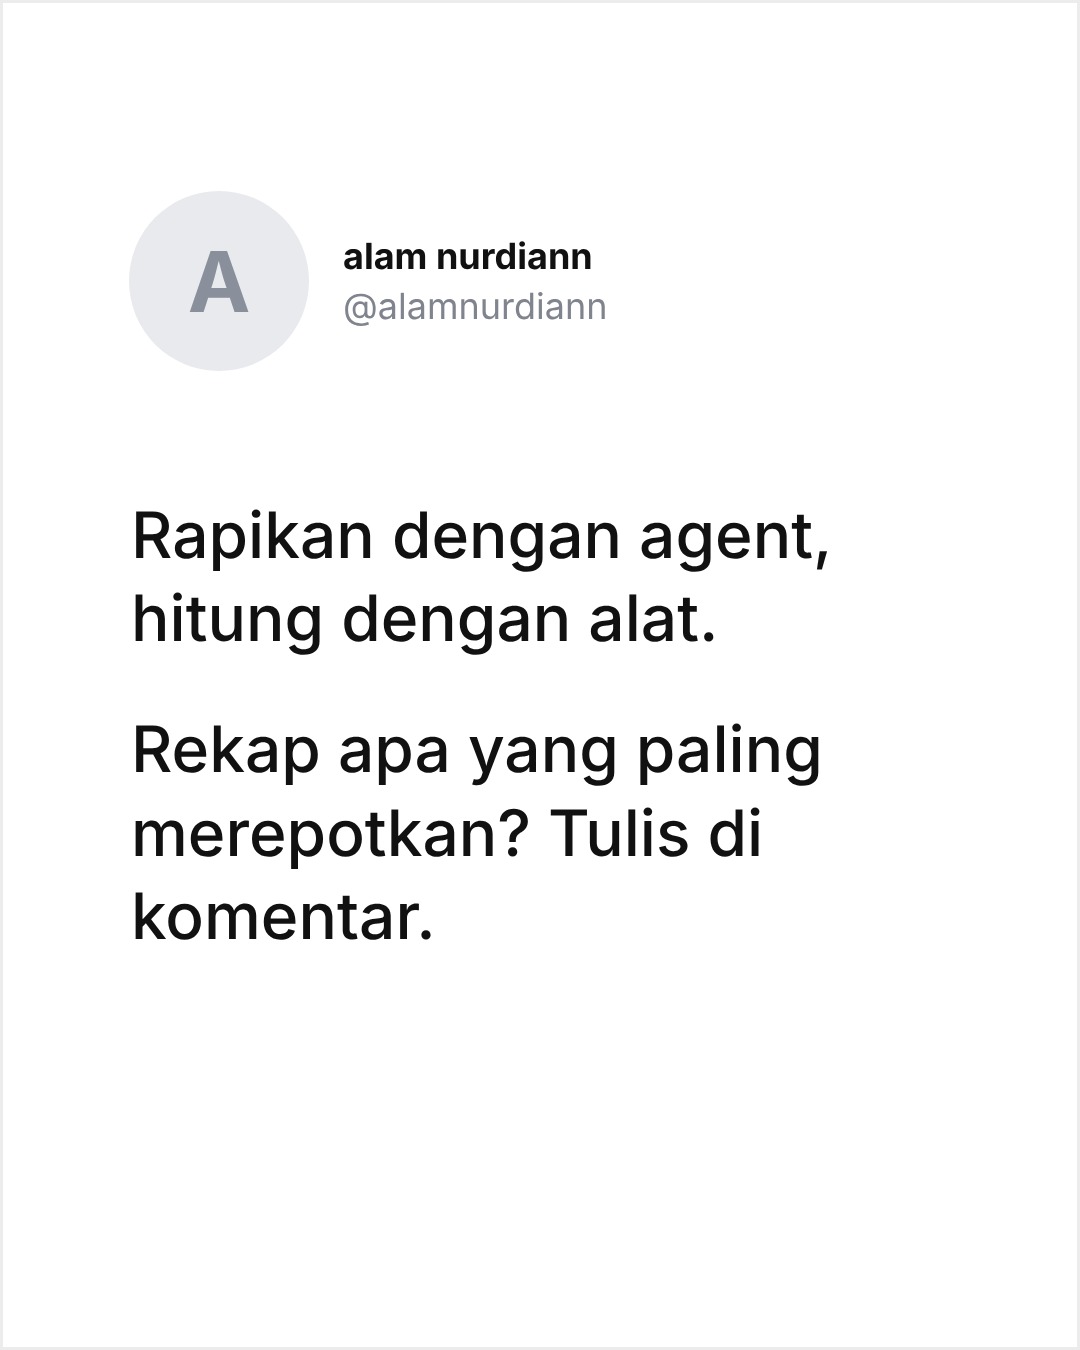 A
alam nurdiann
@alamnurdiann
Rapikan dengan agent,
hitung dengan alat.
Rekap apa yang paling
merepotkan? Tulis di
komentar.